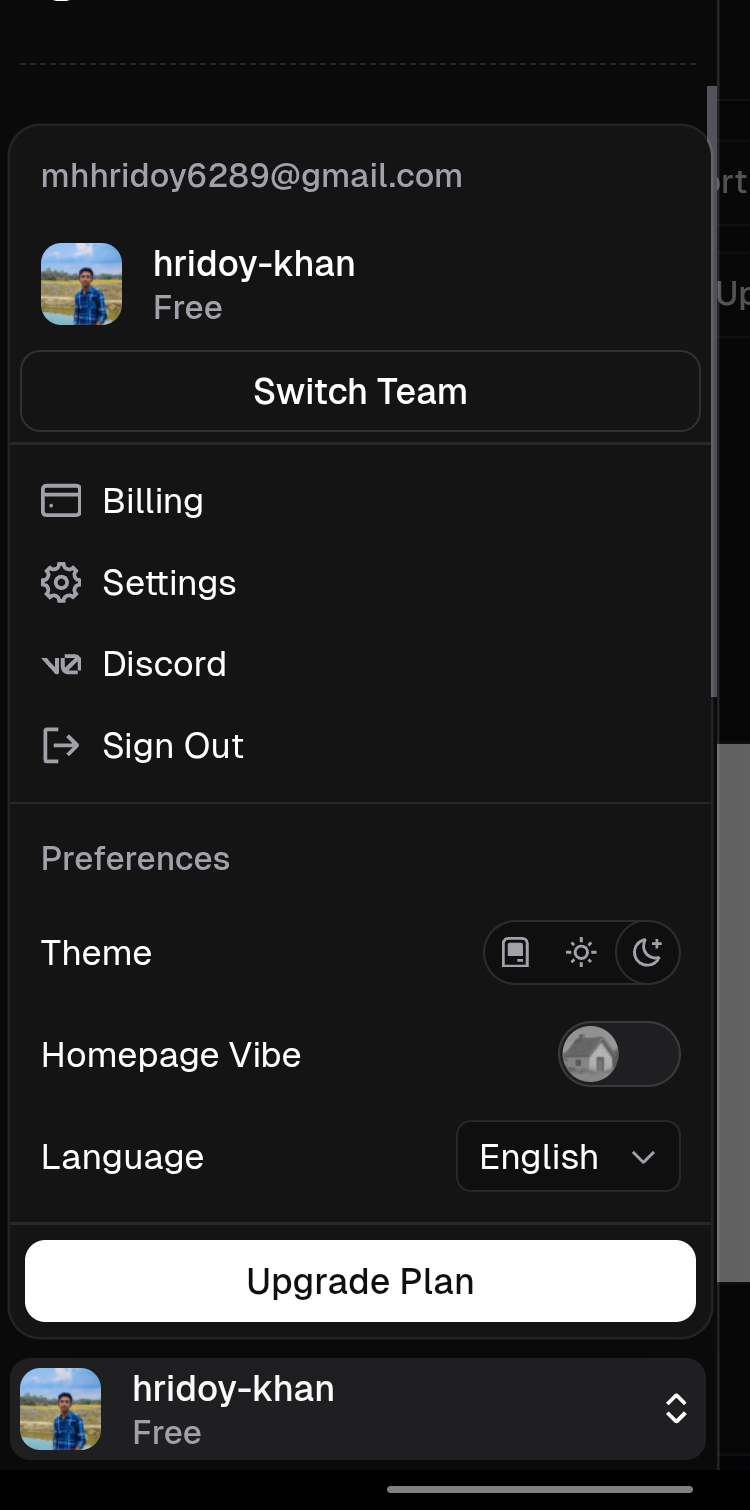 mhhridoy6289@gmail.com
hridoy-khan
Free
Switch Team
Billing
Settings
Discord
Sign Out
Preferences
Theme
Homepage Vibe
Language
English
Upgrade Plan
hridoy-khan
Free